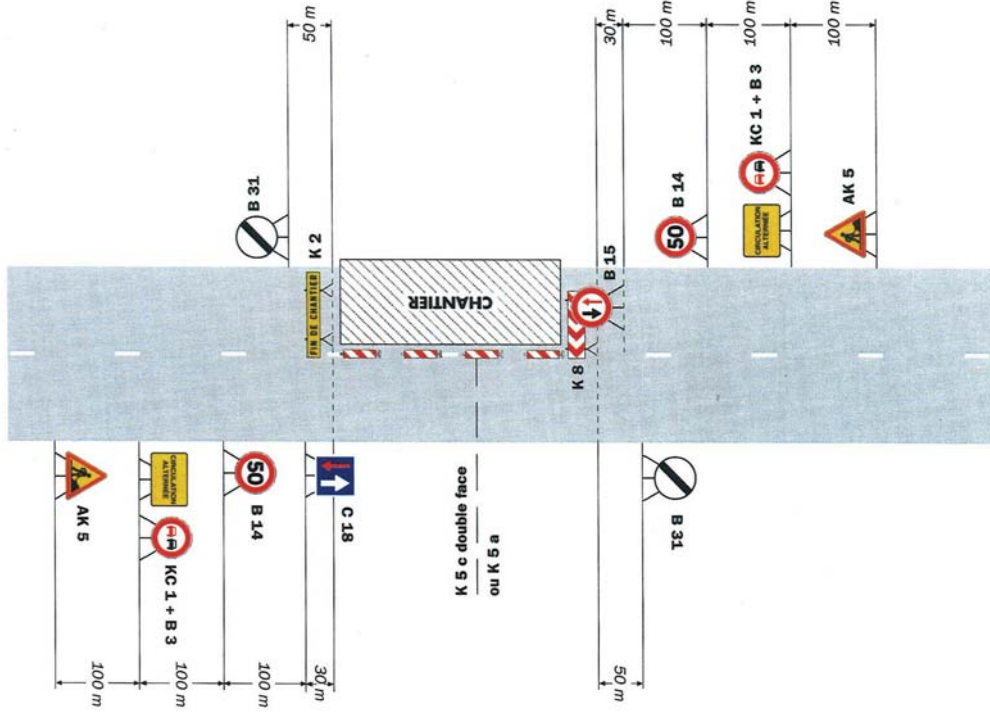 50 m
B 31
K 2
FIN DE CHANTIER
CHANTIER
B 15
K 8
30 m
100 m
100 m
100 m
50
B 14
KC 1 + B 3
CIRCULATION
ALTERNÉE
AK 5
AK 5
CIRCULATION
ALTERNÉE
KC 1 + B 3
50
B 14
C 18
100 m
100 m
100 m
30 m
K 5 c double face
ou K 5 a
B 31
50 m